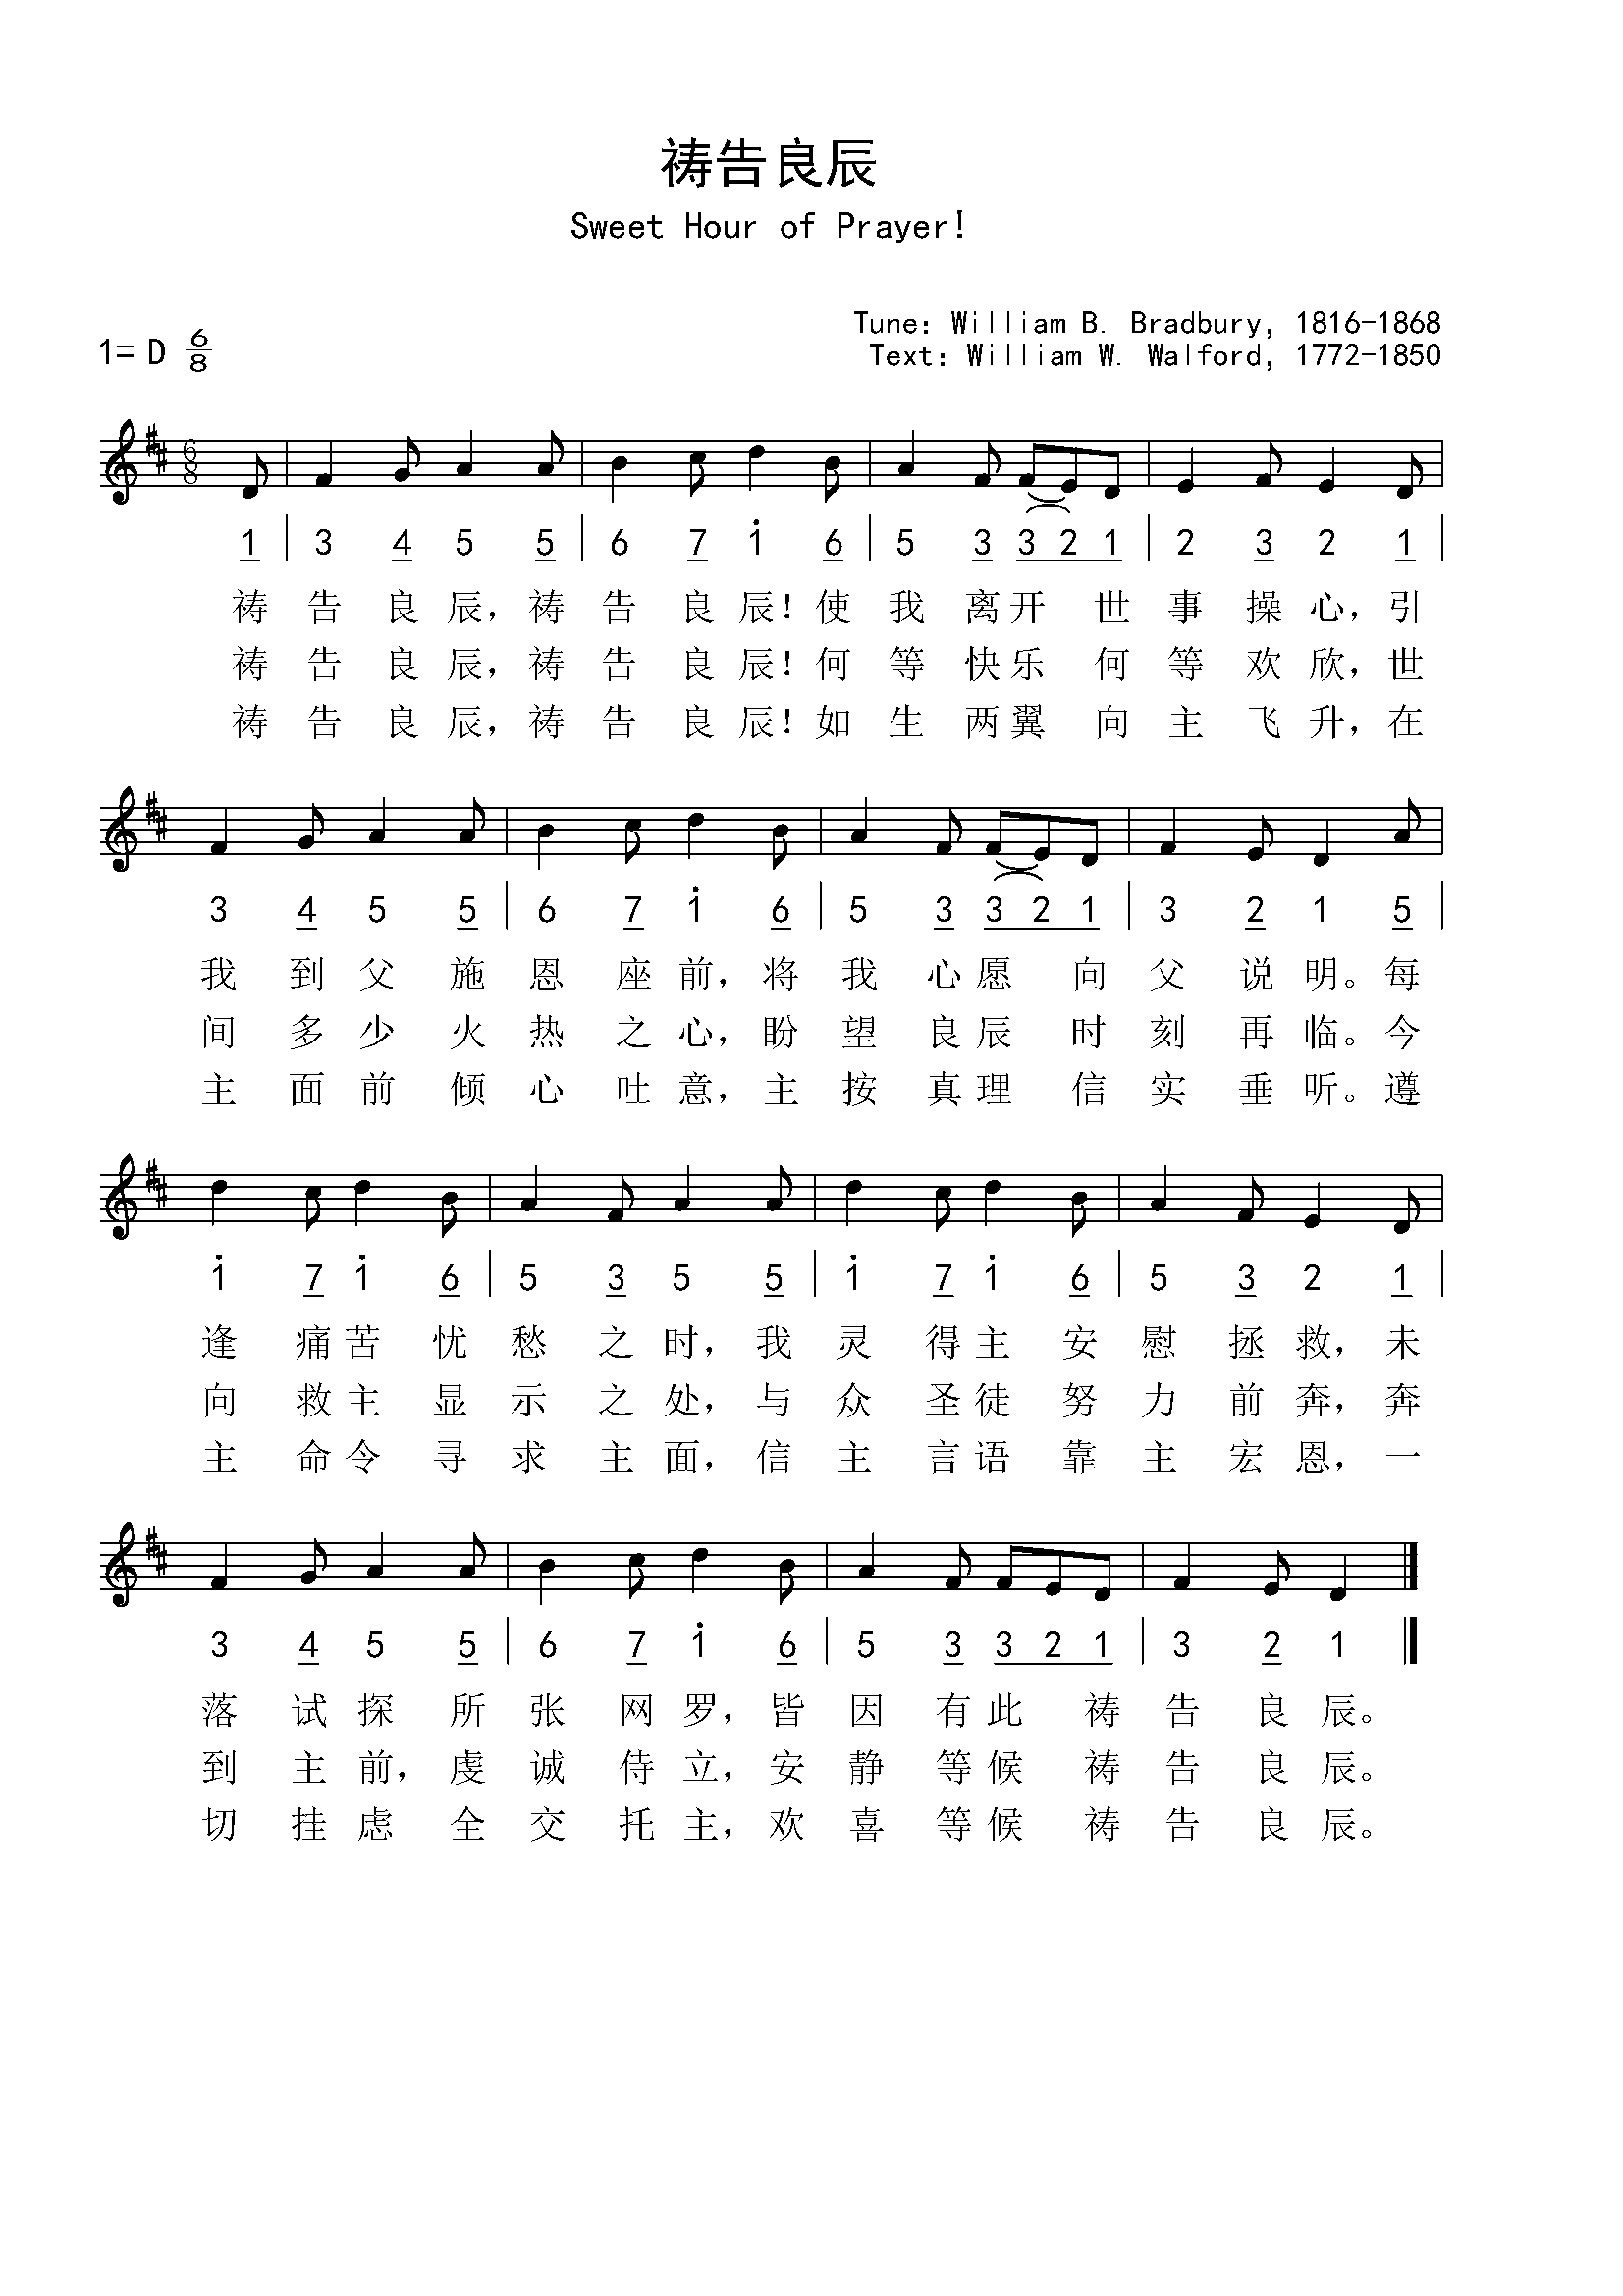 祷告良辰
Sweet Hour of Prayer!
Tune: William B. Bradbury, 1816-1868
1= D 6/8
Text: William W. Walford, 1772-1850
1 | 3 4 5 5 | 6 7 1 6 | 5 3 (3 2) 1 | 2 3 2 1 |
祷 告 良 辰，祷 告 良 辰！使 我 离 开 世 事 操 心，引
祷 告 良 辰，祷 告 良 辰！何 等 快 乐 何 等 欢 欣，世
祷 告 良 辰，祷 告 良 辰！如 生 两 翼 向 主 飞 升，在
3 4 5 5 | 6 7 1 6 | 5 3 (3 2) 1 | 3 2 1 5 |
我 到 父 施 恩 座 前，将 我 心 愿 向 父 说 明。每
间 多 少 火 热 之 心，盼 望 良 辰 时 刻 再 临。今
主 面 前 倾 心 吐 意，主 按 真 理 信 实 垂 听。遵
1 7 1 6 | 5 3 5 5 | 1 7 1 6 | 5 3 2 1 |
逢 痛 苦 忧 愁 之 时，我 灵 得 主 安 慰 拯 救，未
向 救 主 显 示 之 处，与 众 圣 徒 努 力 前 奔，奔
主 命 令 寻 求 主 面，信 主 言 语 靠 主 宏 恩，一
3 4 5 5 | 6 7 1 6 | 5 3 3 2 1 | 3 2 1
落 试 探 所 张 网 罗，皆 因 有 此 祷 告 良 辰。
到 主 前，虔 诚 侍 立，安 静 等 候 祷 告 良 辰。
切 挂 虑 全 交 托 主，欢 喜 等 候 祷 告 良 辰。